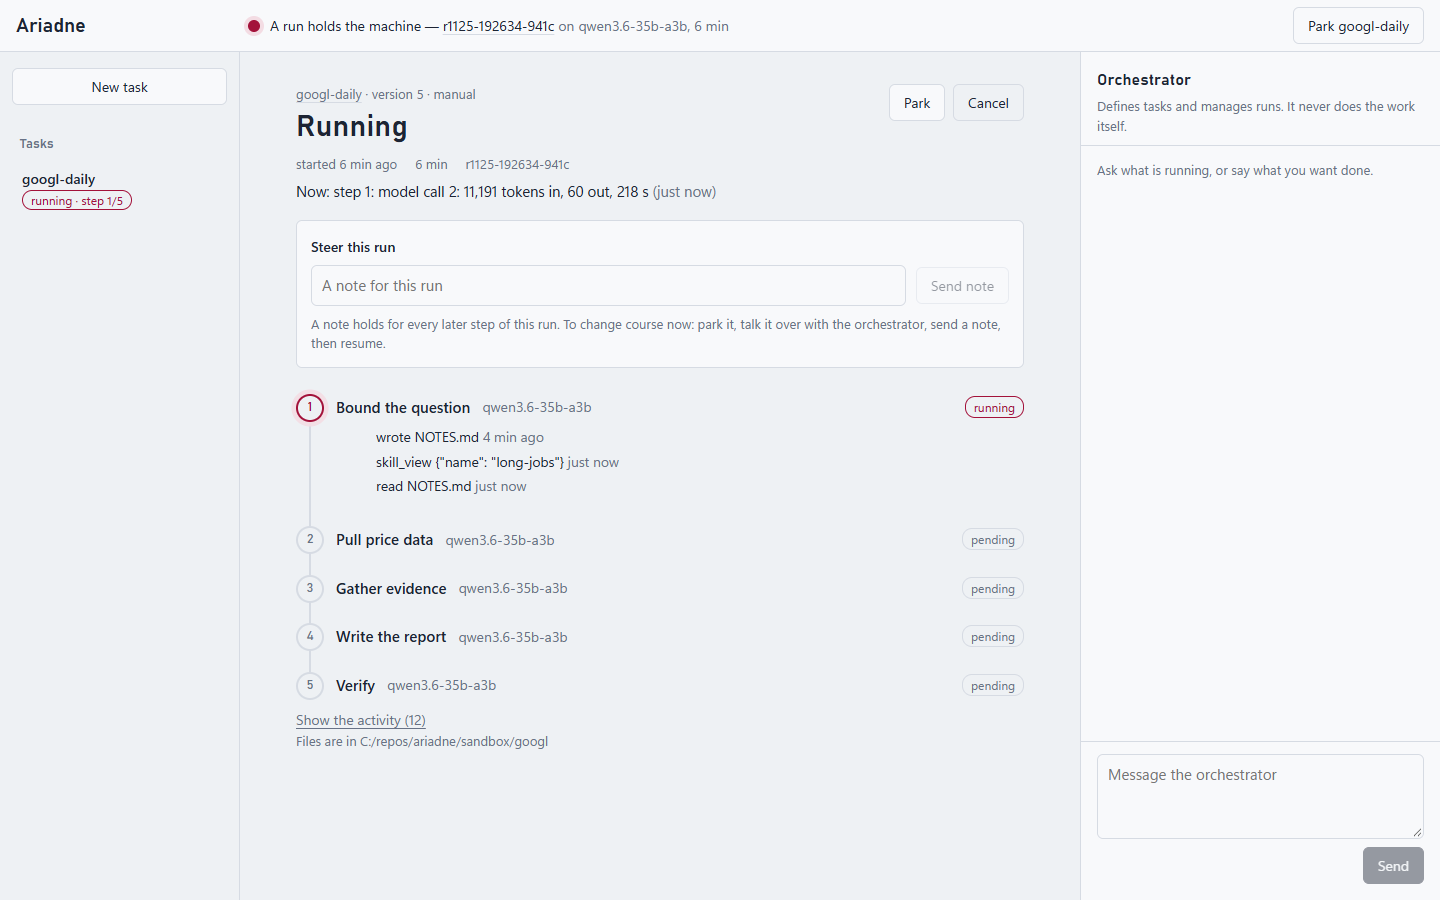 Ariadne
A run holds the machine — r1125-192634-941c on qwen3.6-35b-a3b, 6 min
Park googl-daily
New task
Tasks
googl-daily
running · step 1/5
googl-daily · version 5 · manual
Running
Park
Cancel
started 6 min ago 6 min r1125-192634-941c
Now: step 1: model call 2: 11,191 tokens in, 60 out, 218 s (just now)
Steer this run
A note for this run
Send note
A note holds for every later step of this run. To change course now: park it, talk it over with the orchestrator, send a note,
then resume.
1 Bound the question qwen3.6-35b-a3b running
wrote NOTES.md 4 min ago
skill_view {"name": "long-jobs"} just now
read NOTES.md just now
2 Pull price data qwen3.6-35b-a3b pending
3 Gather evidence qwen3.6-35b-a3b pending
4 Write the report qwen3.6-35b-a3b pending
5 Verify qwen3.6-35b-a3b pending
Show the activity (12)
Files are in C:/repos/ariadne/sandbox/googl
Orchestrator
Defines tasks and manages runs. It never does the work
itself.
Ask what is running, or say what you want done.
Message the orchestrator
Send